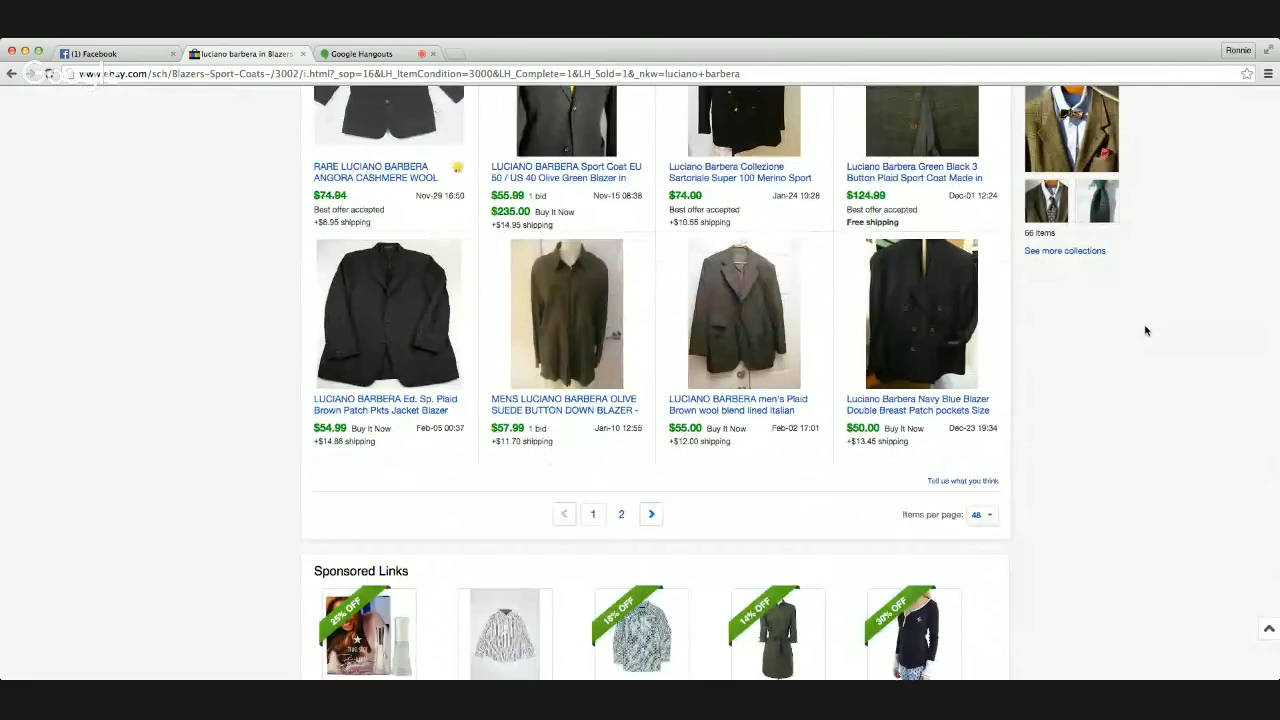 (1) Facebook
luciano barbera in Blazers
Google Hangouts
Ronnie
Google
www.ebay.com/sch/Blazers-Sport-Coats-/3002/i.html?_sop=16&LH_ItemCondition=3000&LH_Complete=1&LH_Sold=1&_nkw=luciano+barbera
RARE LUCIANO BARBERA
ANGORA CASHMERE WOOL
$74.94 Nov-29 16:50
Best offer accepted
+$6.95 shipping
LUCIANO BARBERA Sport Coat EU
50 / US 40 Olive Green Blazer in
$55.99 1 bid Nov-15 08:38
$235.00 Buy It Now
+$14.95 shipping
Luciano Barbera Collezione
Sartoriale Super 100 Merino Sport
$74.00 Jan-24 10:28
Best offer accepted
+$10.55 shipping
Luciano Barbera Green Black 3
Button Plaid Sport Coat Made in
$124.99 Dec-01 12:24
Best offer accepted
Free shipping
66 items
See more collections
LUCIANO BARBERA Ed. Sp. Plaid
Brown Patch Pkts Jacket Blazer
$54.99 Buy It Now Feb-05 00:37
+$14.86 shipping
MENS LUCIANO BARBERA OLIVE
SUEDE BUTTON DOWN BLAZER -
$57.99 1 bid Jan-10 12:55
+$11.70 shipping
LUCIANO BARBERA men's Plaid
Brown wool blend lined Italian
$55.00 Buy It Now Feb-02 17:01
+$12.00 shipping
Luciano Barbera Navy Blue Blazer
Double Breast Patch pockets Size
$50.00 Buy It Now Dec-23 19:34
+$13.45 shipping
Tell us what you think
1 2
Items per page: 48
Sponsored Links
25% OFF
18% OFF
14% OFF
30% OFF